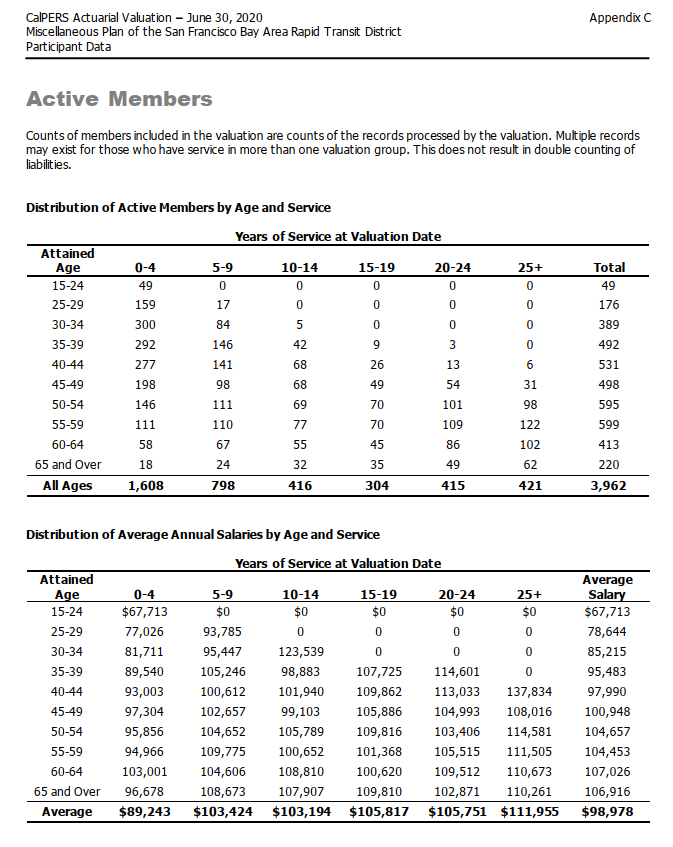 CalPERS Actuarial Valuation – June 30, 2020 Appendix C
Miscellaneous Plan of the San Francisco Bay Area Rapid Transit District
Participant Data
Active Members
Counts of members included in the valuation are counts of the records processed by the valuation. Multiple records
may exist for those who have service in more than one valuation group. This does not result in double counting of
liabilities.
Distribution of Active Members by Age and Service
Years of Service at Valuation Date
Attained
Age 0-4 5-9 10-14 15-19 20-24 25+ Total
15-24 49 0 0 0 0 0 49
25-29 159 17 0 0 0 0 176
30-34 300 84 5 0 0 0 389
35-39 292 146 42 9 3 0 492
40-44 277 141 68 26 13 6 531
45-49 198 98 68 49 54 31 498
50-54 146 111 69 70 101 98 595
55-59 111 110 77 70 109 122 599
60-64 58 67 55 45 86 102 413
65 and Over 18 24 32 35 49 62 220
All Ages 1,608 798 416 304 415 421 3,962
Distribution of Average Annual Salaries by Age and Service
Years of Service at Valuation Date
Attained Average
Age 0-4 5-9 10-14 15-19 20-24 25+ Salary
15-24 $67,713 $0 $0 $0 $0 $0 $67,713
25-29 77,026 93,785 0 0 0 0 78,644
30-34 81,711 95,447 123,539 0 0 0 85,215
35-39 89,540 105,246 98,883 107,725 114,601 0 95,483
40-44 93,003 100,612 101,940 109,862 113,033 137,834 97,990
45-49 97,304 102,657 99,103 105,886 104,993 108,016 100,948
50-54 95,856 104,652 105,789 109,816 103,406 114,581 104,657
55-59 94,966 109,775 100,652 101,368 105,515 111,505 104,453
60-64 103,001 104,606 108,810 100,620 109,512 110,673 107,026
65 and Over 96,678 108,673 107,907 109,810 102,871 110,261 106,916
Average $89,243 $103,424 $103,194 $105,817 $105,751 $111,955 $98,978